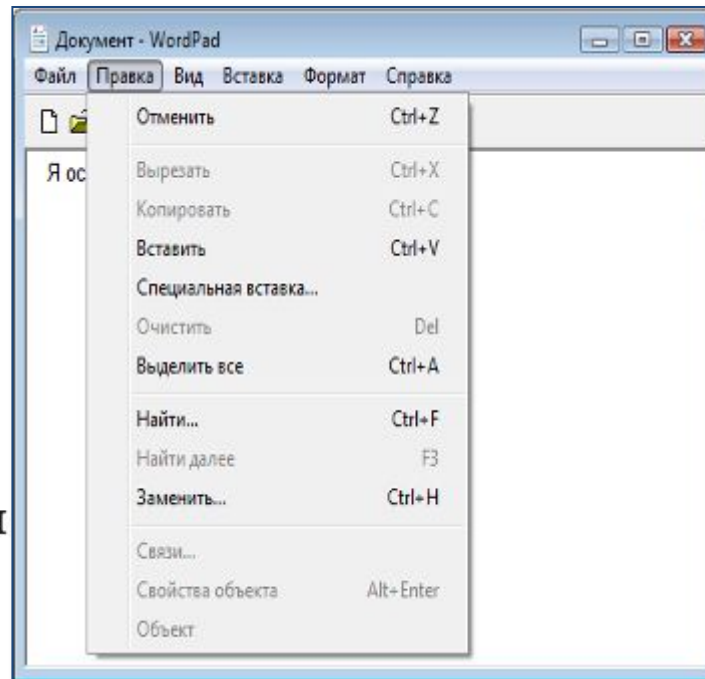 Документ - WordPad
Файл Правка Вид Вставка Формат Справка
Я ос
Отменить Ctrl+Z
Вырезать Ctrl+X
Копировать Ctrl+C
Вставить Ctrl+V
Специальная вставка...
Очистить Del
Выделить все Ctrl+A
Найти... Ctrl+F
Найти далее F3
Заменить... Ctrl+H
Связи...
Свойства объекта Alt+Enter
Объект